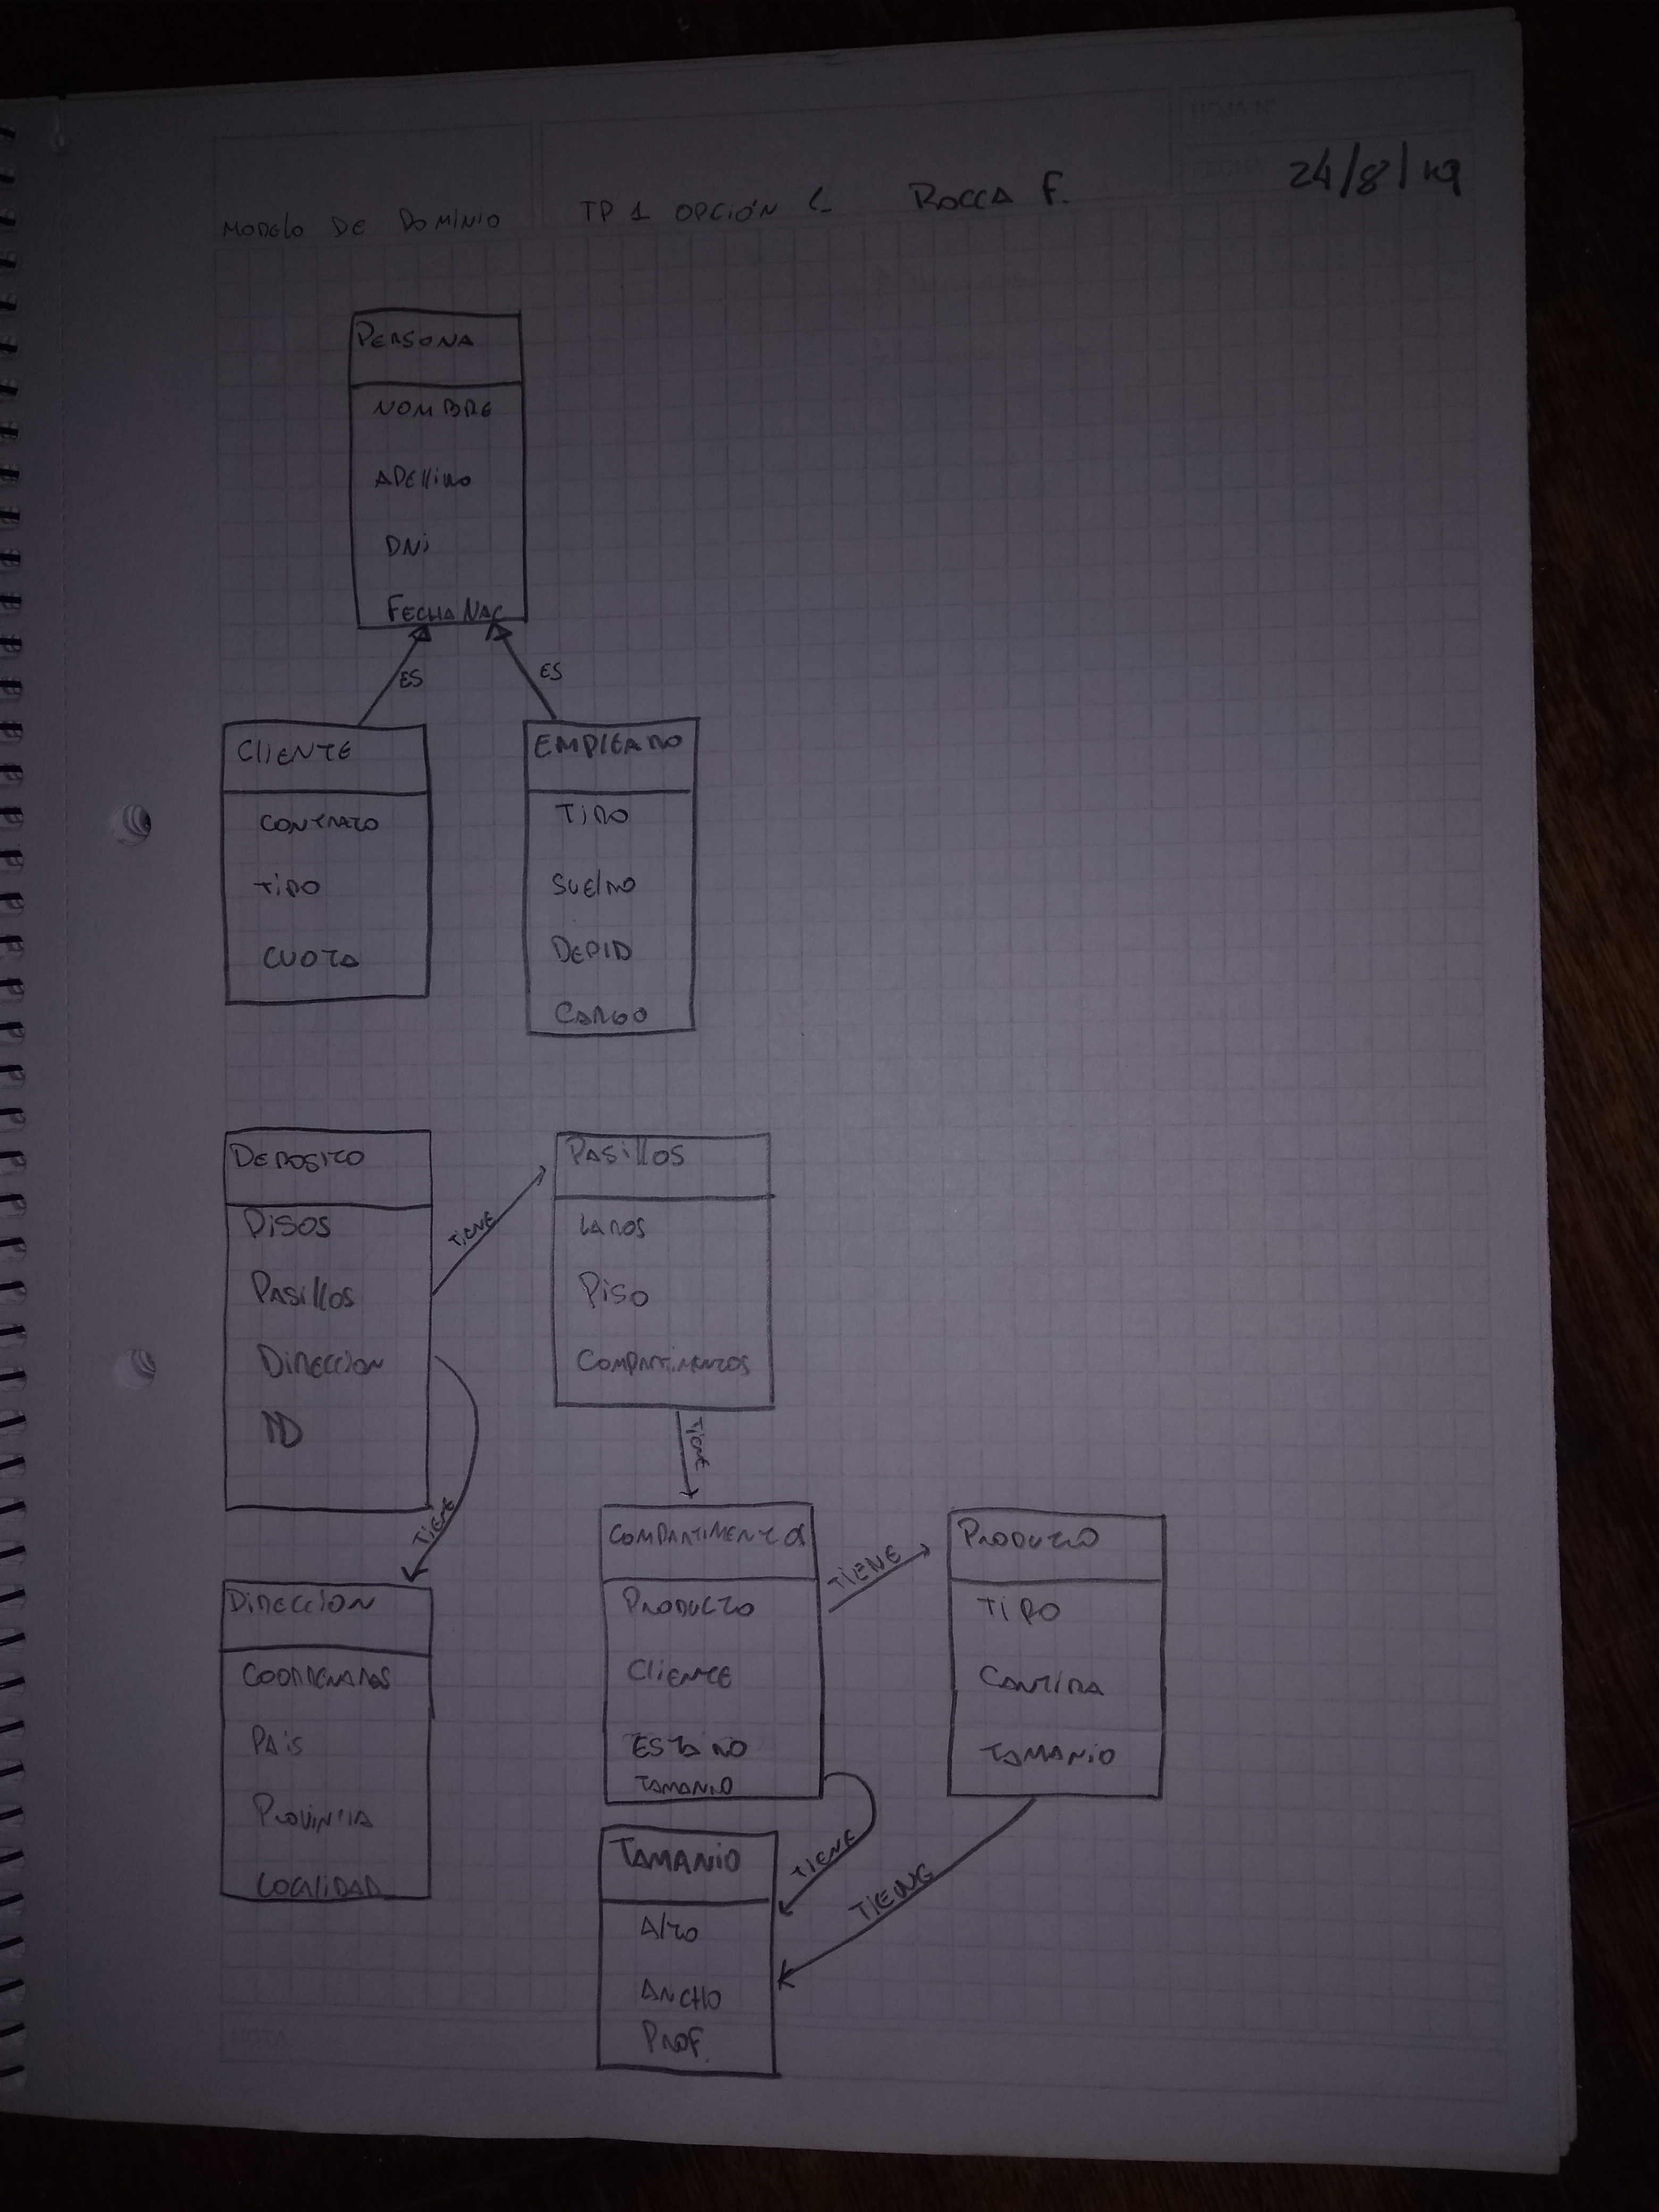 MODELO DE DOMINIO TP 1 OPCIÓN ROCCA F. 24/8/19
PERSONA
NOMBRE
APELLIDO
DNI
FECHA NAC
ES ES
CLIENTE
CONTRATO
TIPO
CUOTA
EMPLEADO
TIPO
SUELDO
DEPID
CARGO
DEPOSITO
PISOS
PASILLOS
DIRECCION
TIENE
PASILLOS
LADOS
PISO
COMPARTIMENTOS
TIENE
TIENE
DIRECCION
COORDENADAS
PAIS
PROVINCIA
LOCALIDAD
COMPARTIMENTO
PRODUCTO
CLIENTE
ESTADO
TAMANIO
TIENE
PRODUCTO
TIPO
CANTIDA
TAMANIO
TIENE
TIENE
TAMANIO
ALTO
ANCHO
PROF.
HOJA Nº
FECHA
NOTA